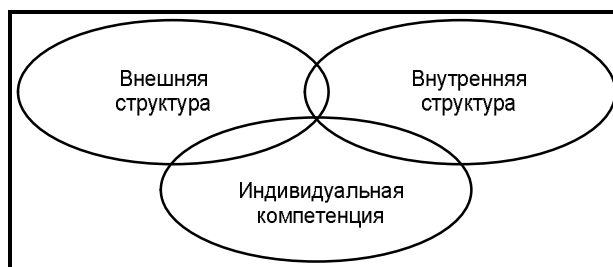 Внешняя
структура
Внутренняя
структура
Индивидуальная
компетенция